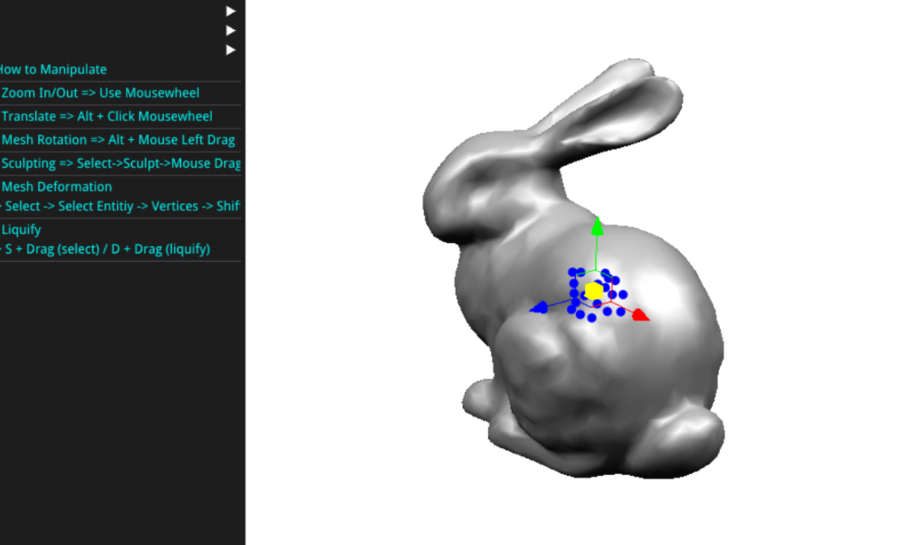 How to Manipulate
Zoom In/Out => Use Mousewheel
Translate => Alt + Click Mousewheel
Mesh Rotation => Alt + Mouse Left Drag
Sculpting => Select->Sculpt->Mouse Drag
Mesh Deformation
Select -> Select Entitiy -> Vertices -> Shif
Liquify
S + Drag (select) / D + Drag (liquify)